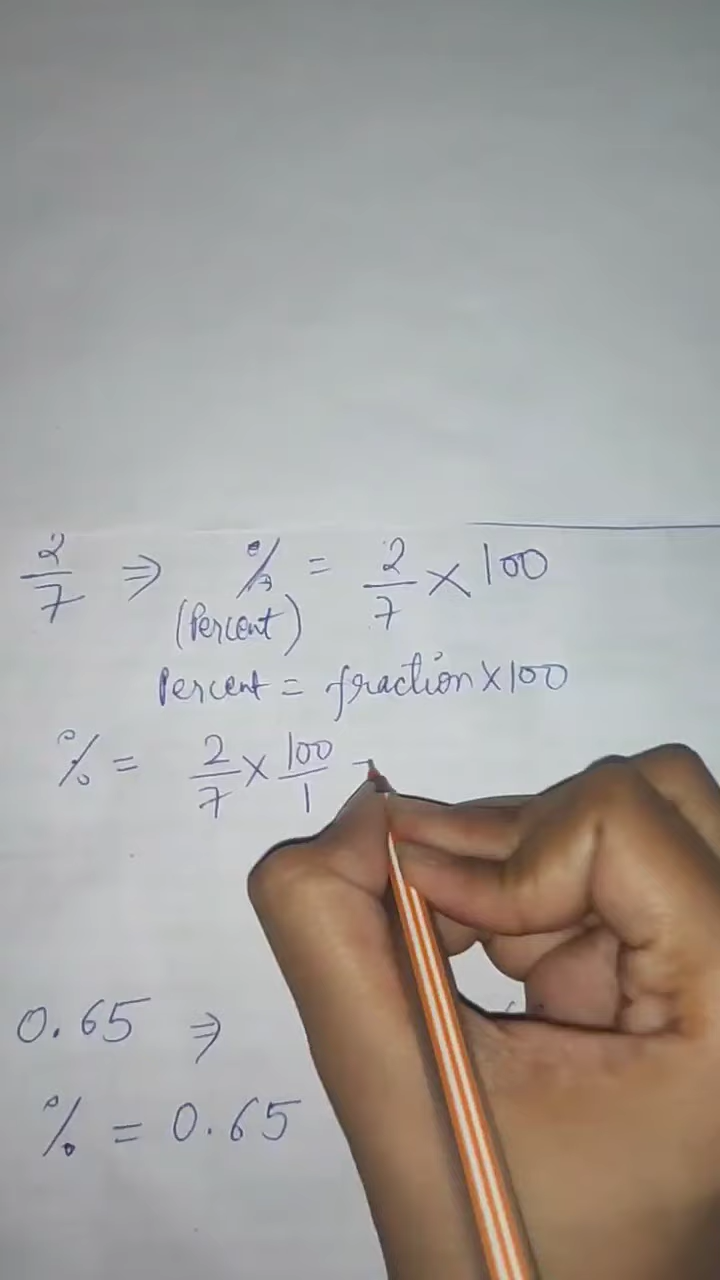 2/7 ⇒ % = 2/7 × 100
(Percent)
Percent = fraction × 100
% = 2/7 × 100/1 -
0.65 ⇒
% = 0.65